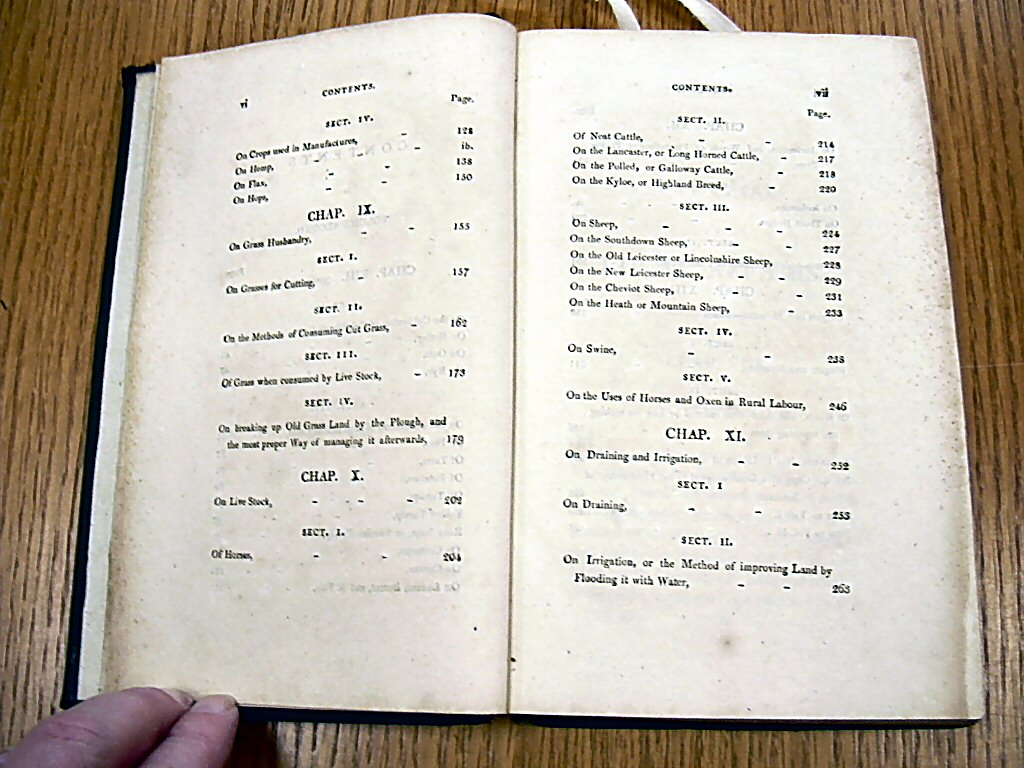 vi
CONTENTS.
Page.
SECT. IV.
On Crops used in Manufactures, - 128
On Hemp, - - ib.
On Flax, - - 138
On Hops, - - 150
CHAP. IX.
On Grass Husbandry, - - 155
SECT. I.
On Grasses for Cutting, - 157
SECT. II.
On the Methods of Consuming Cut Grass, - 162
SECT. III.
Of Grass when consumed by Live Stock, - 173
SECT. IV.
On breaking up Old Grass Land by the Plough, and
the most proper Way of managing it afterwards, 179
CHAP. X.
On Live Stock, - - - - 202
SECT. I.
Of Horses, - - 204
CONTENTS.
vii
Page.
SECT. II.
Of Neat Cattle, - - 214
On the Lancaster, or Long Horned Cattle, - 217
On the Polled, or Galloway Cattle, - 218
On the Kyloe, or Highland Breed, - 220
SECT. III.
On Sheep, - - - 224
On the Southdown Sheep, - - 227
On the Old Leicester or Lincolnshire Sheep, 228
On the New Leicester Sheep, - - 229
On the Cheviot Sheep, - - 231
On the Heath or Mountain Sheep, - 233
SECT. IV.
On Swine, - - 238
SECT. V.
On the Uses of Horses and Oxen in Rural Labour, 246
CHAP. XI.
On Draining and Irrigation, - - 252
SECT. I
On Draining, - - 253
SECT. II.
On Irrigation, or the Method of improving Land by
Flooding it with Water, - - 263